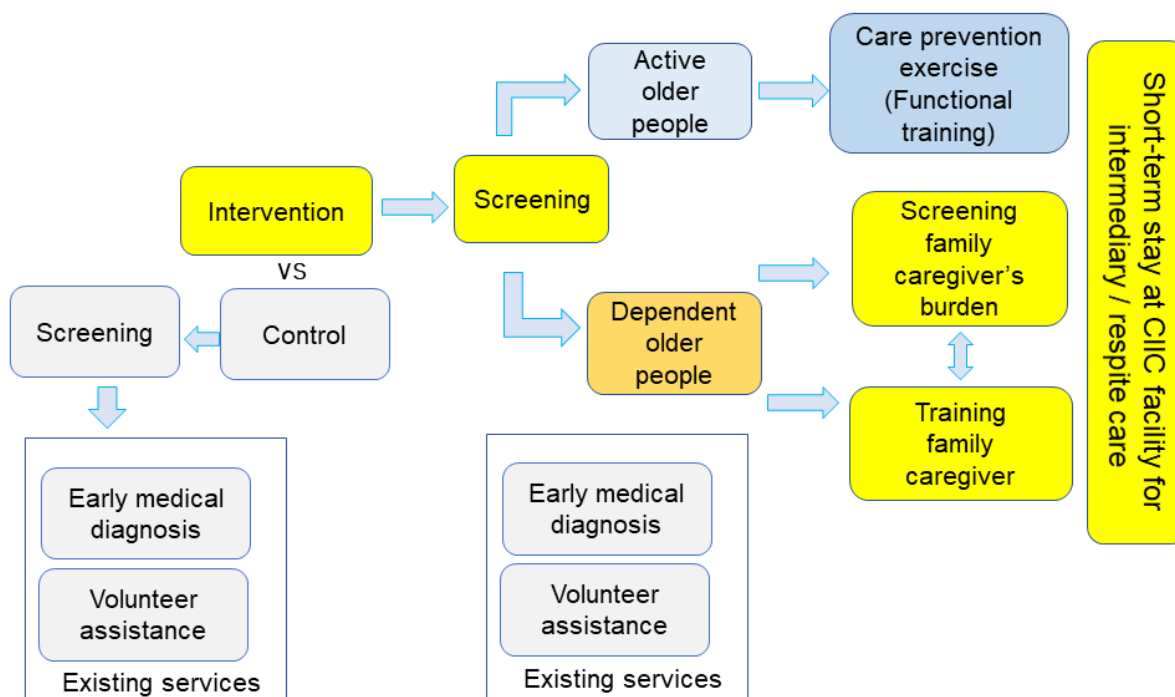 Active
older
people
Care prevention
exercise
(Functional
training)
Short-term stay at CIIC facility for
intermediary / respite care
Intervention
Screening
Screening
family
caregiver's
burden
vs
Screening
Control
Dependent
older
people
Training
family
caregiver
Early medical
diagnosis
Volunteer
assistance
Existing services
Early medical
diagnosis
Volunteer
assistance
Existing services